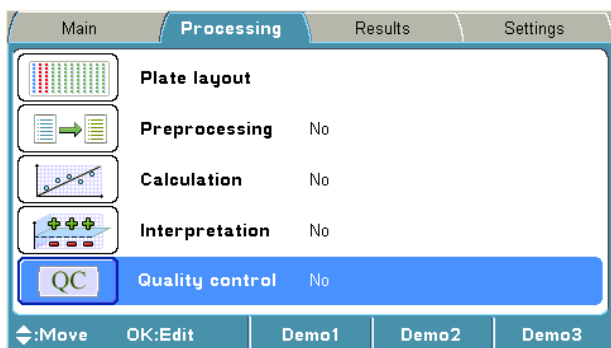 Main Processing Results Settings
Plate layout
Preprocessing No
Calculation No
Interpretation No
QC Quality control No
:Move OK:Edit Demo1 Demo2 Demo3